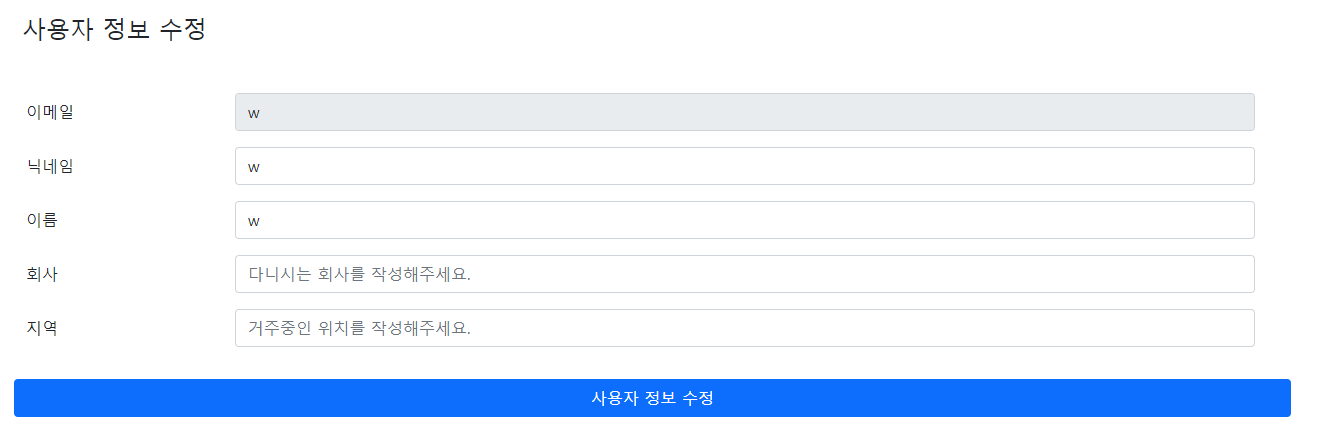 사용자 정보 수정
이메일
w
닉네임
w
이름
w
회사
다니시는 회사를 작성해주세요.
지역
거주중인 위치를 작성해주세요.
사용자 정보 수정